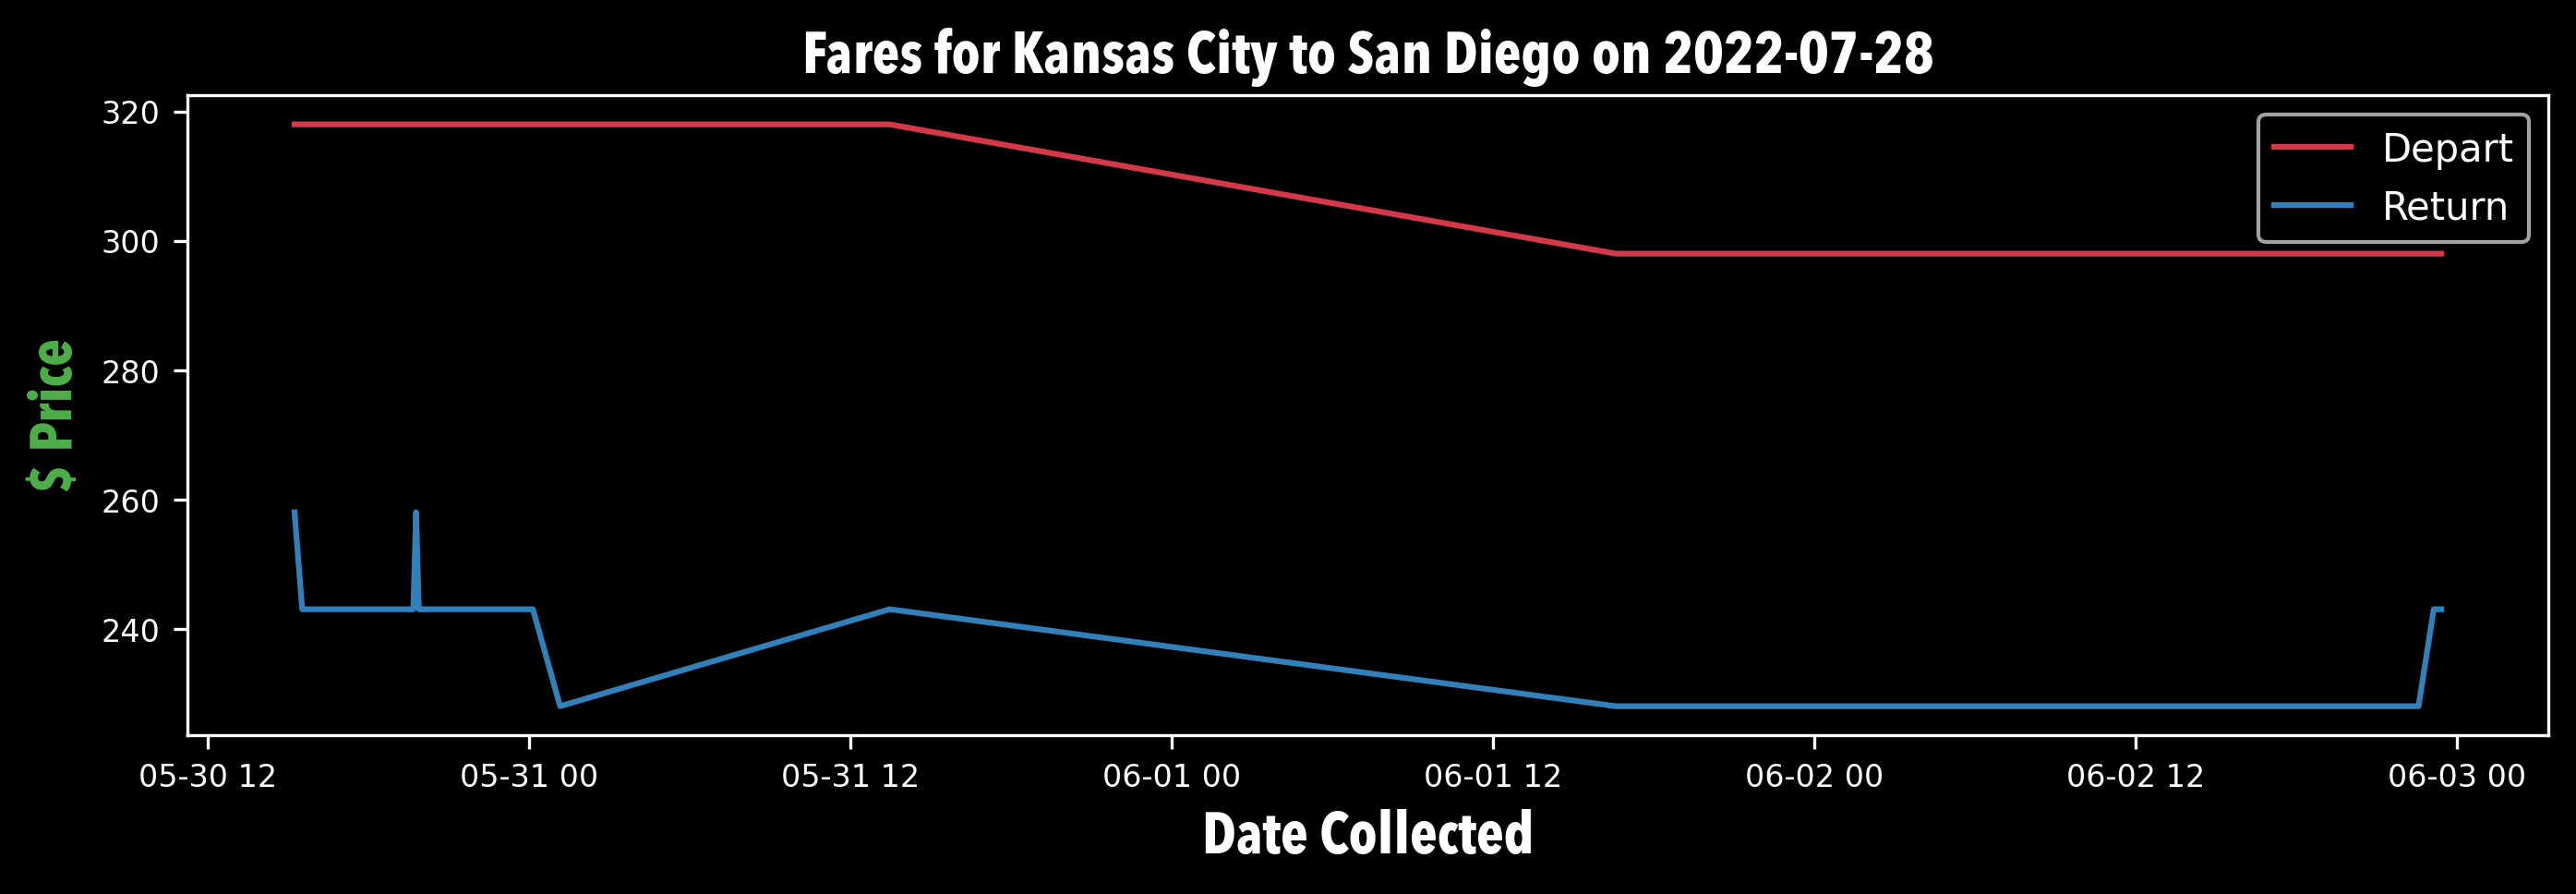 Fares for Kansas City to San Diego on 2022-07-28
320
300
280
260
240
$ Price
Depart
Return
05-30 12
05-31 00
05-31 12
06-01 00
06-01 12
06-02 00
06-02 12
06-03 00
Date Collected